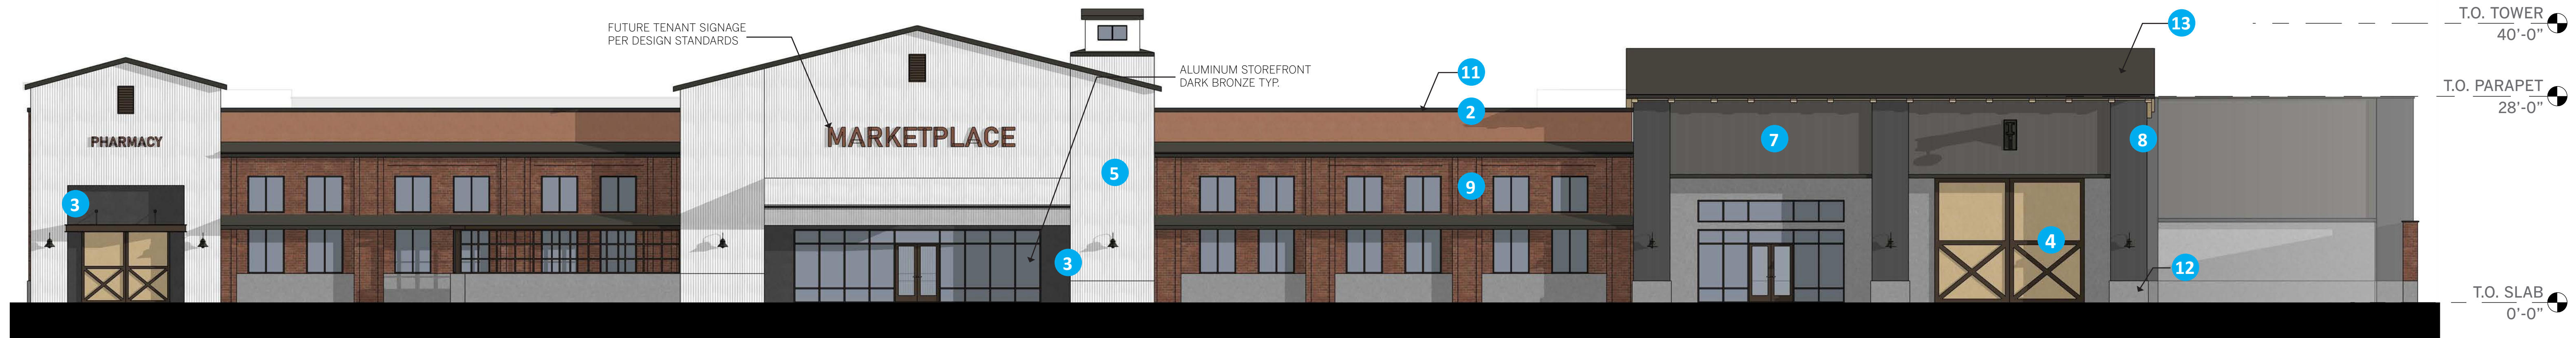 FUTURE TENANT SIGNAGE
PER DESIGN STANDARDS
ALUMINUM STOREFRONT
DARK BRONZE TYP.
13
T.O. TOWER
40'-0"
11
2
T.O. PARAPET
28'-0"
PHARMACY
MARKETPLACE
7
8
5
9
3
3
4
12
T.O. SLAB
0'-0"